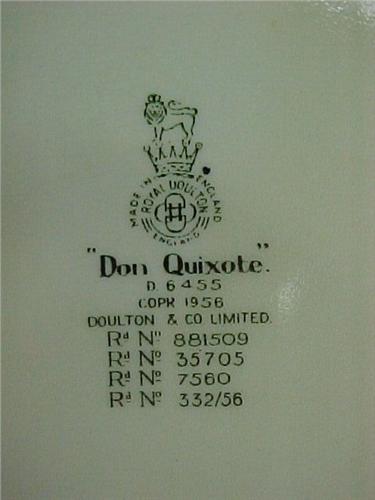 MADE IN ENGLAND
ROYAL DOULTON
ENGLAND
"Don Quixote".
D. 6455
COPR 1956
DOULTON & CO LIMITED.
Rd No 881509
Rd No 35705
Rd No 7560
Rd No 332/56